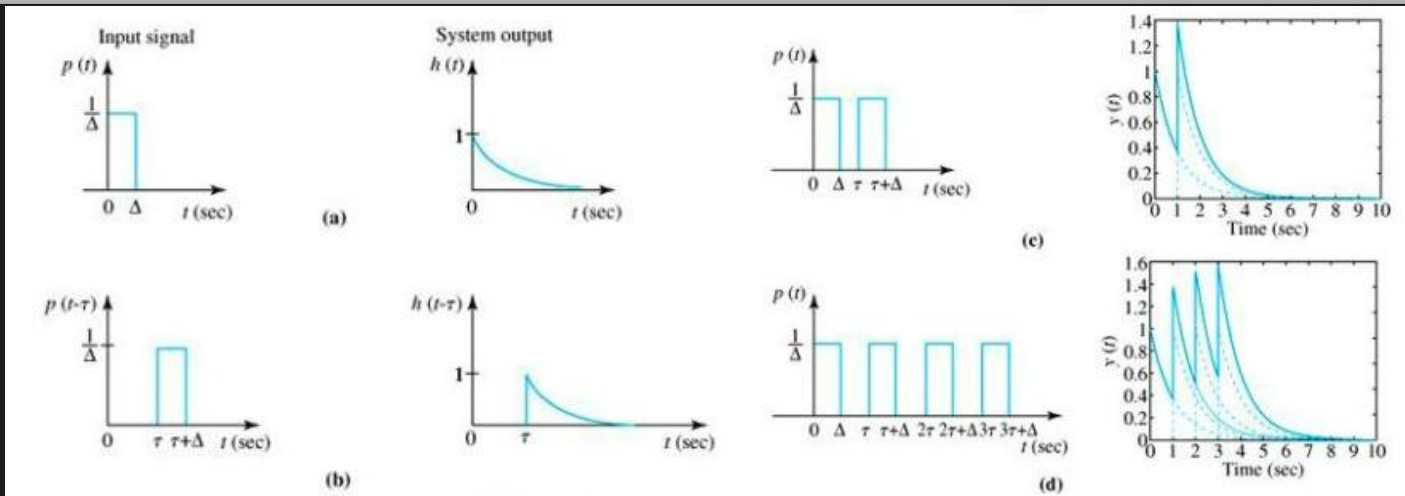 Input signal
p (t)
1
Δ
0 Δ t (sec)
System output
h (t)
1
0 t (sec)
(a)
p (t-τ)
1
Δ
0 τ τ+Δ t (sec)
h (t-τ)
1
0 τ t (sec)
(b)
p (t)
1
Δ
0 Δ τ τ+Δ t (sec)
y (t)
1.4
1.2
1
0.8
0.6
0.4
0.2
0
0 1 2 3 4 5 6 7 8 9 10
Time (sec)
(c)
p (t)
1
Δ
0 Δ τ τ+Δ 2τ 2τ+Δ 3τ 3τ+Δ
t (sec)
y (t)
1.6
1.4
1.2
1
0.8
0.6
0.4
0.2
0
0 1 2 3 4 5 6 7 8 9 10
Time (sec)
(d)